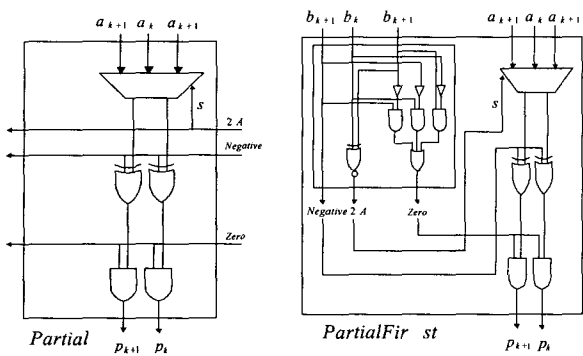 a k+1 a k a k+1
s
2 A
Negative
Zero
Partial
p k+1 p k
b k+1 b k b k+1
a k+1 a k a k+1
s
Negative 2 A Zero
PartialFir st
p k+1 p k